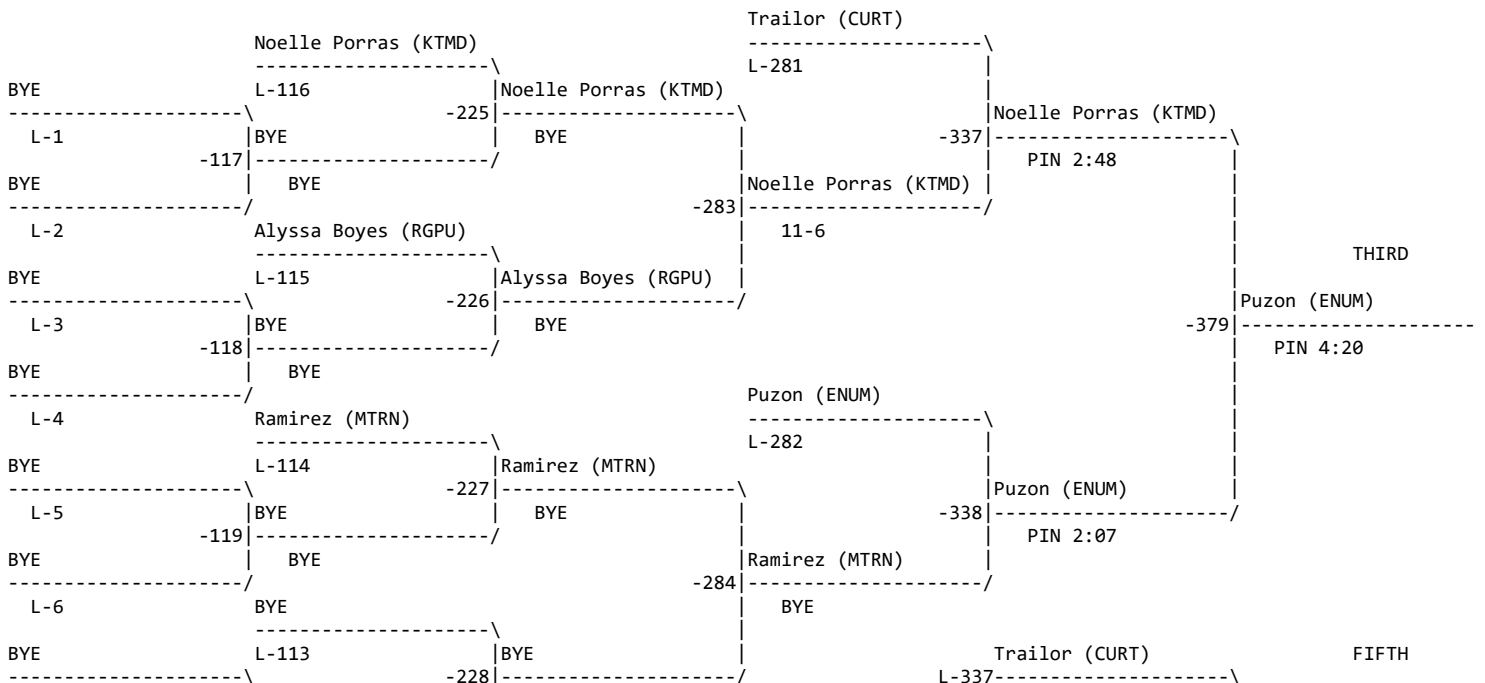 Trailor (CURT)
Noelle Porras (KTMD) ---------------------\
---------------------\ L-281 |
BYE L-116 |Noelle Porras (KTMD) |
---------------------\ -225|---------------------\ |Noelle Porras (KTMD)
L-1 |BYE | BYE | -337|---------------------\
-117|---------------------/ | | PIN 2:48 |
BYE | BYE |Noelle Porras (KTMD) | |
---------------------/ -283|---------------------/ |
L-2 Alyssa Boyes (RGPU) | 11-6 |
---------------------\ | | THIRD
BYE L-115 |Alyssa Boyes (RGPU) | |
---------------------\ -226|---------------------/ |Puzon (ENUM)
L-3 |BYE | BYE -379|---------------------
-118|---------------------/ | PIN 4:20
BYE | BYE |
---------------------/ Puzon (ENUM) |
L-4 Ramirez (MTRN) ---------------------\ |
---------------------\ L-282 | |
BYE L-114 |Ramirez (MTRN) | |
---------------------\ -227|---------------------\ |Puzon (ENUM) |
L-5 |BYE | BYE | -338|---------------------/
-119|---------------------/ | | PIN 2:07
BYE | BYE |Ramirez (MTRN) |
---------------------/ -284|---------------------/
L-6 BYE | BYE
---------------------\ |
BYE L-113 |BYE | Trailor (CURT) FIFTH
---------------------\ -228|---------------------/ L-337---------------------\